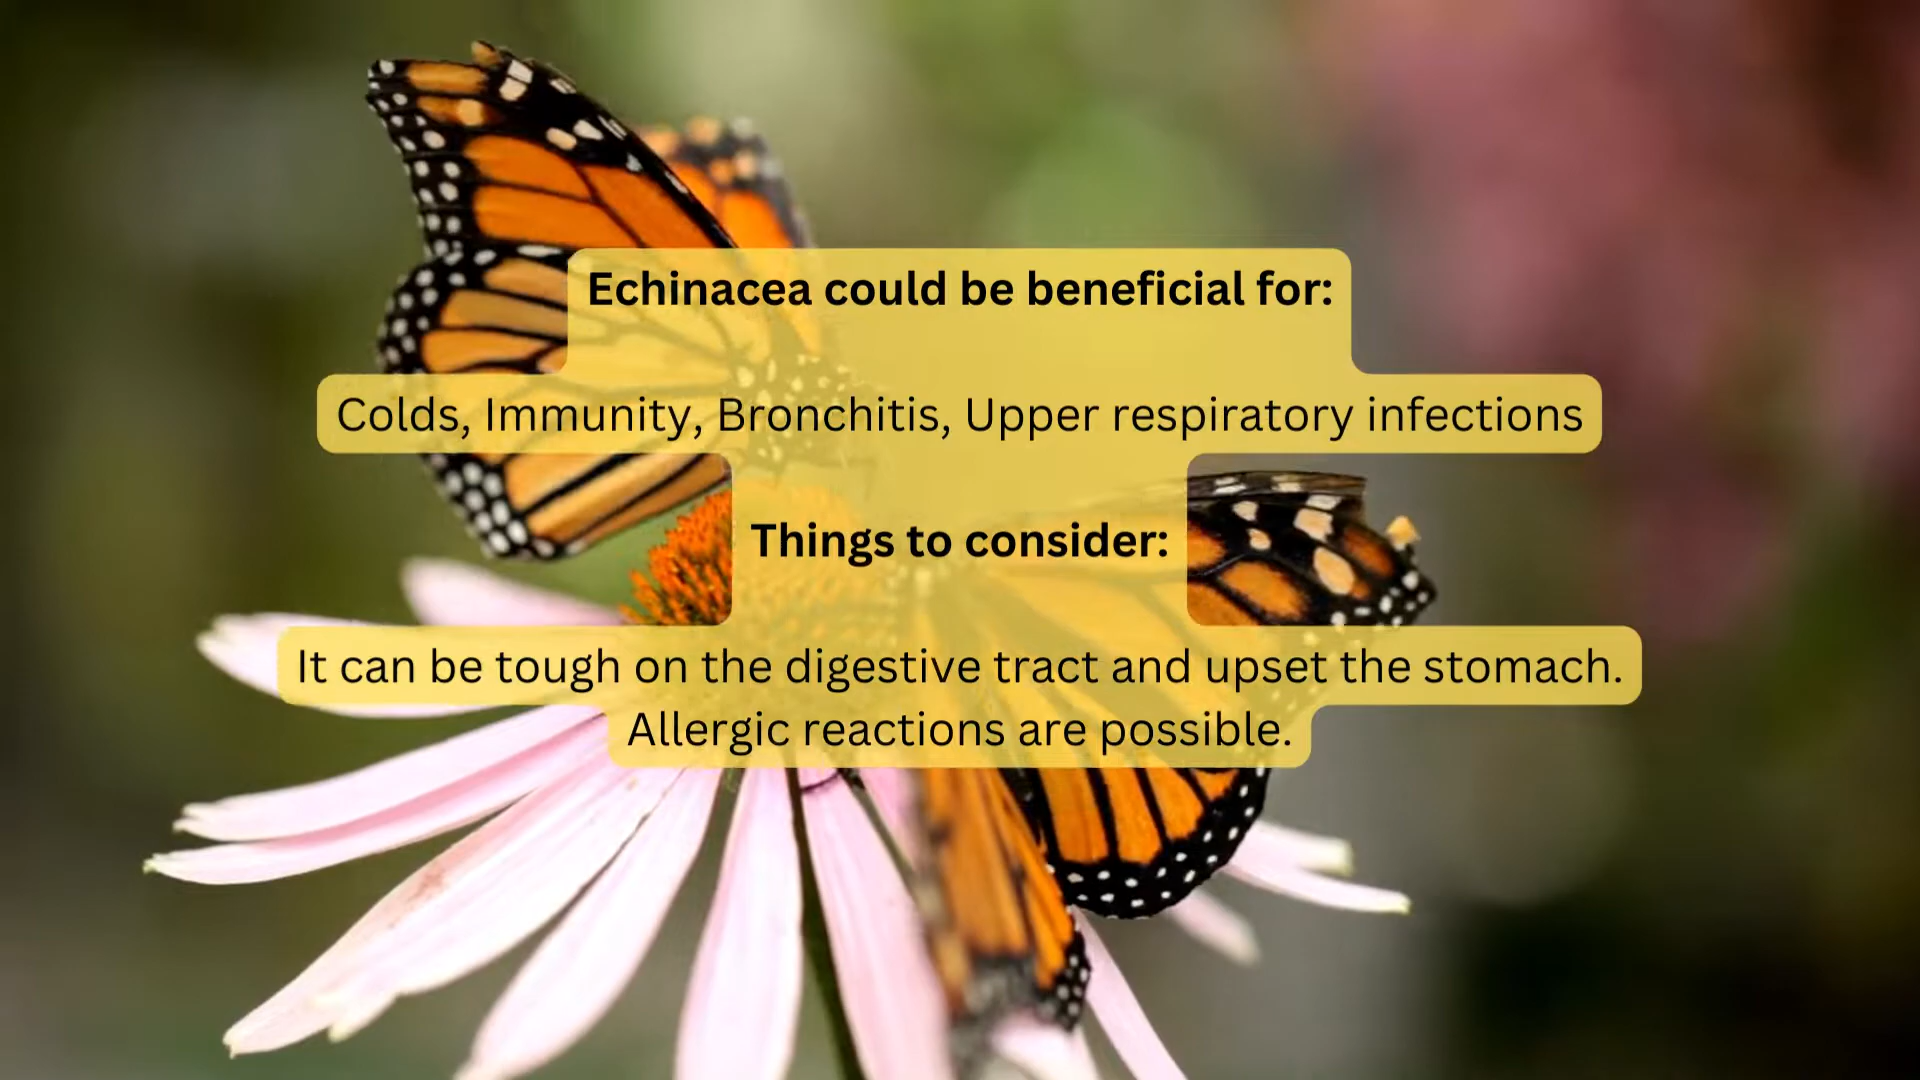 Echinacea could be beneficial for:
Colds, Immunity, Bronchitis, Upper respiratory infections
Things to consider:
It can be tough on the digestive tract and upset the stomach.
Allergic reactions are possible.